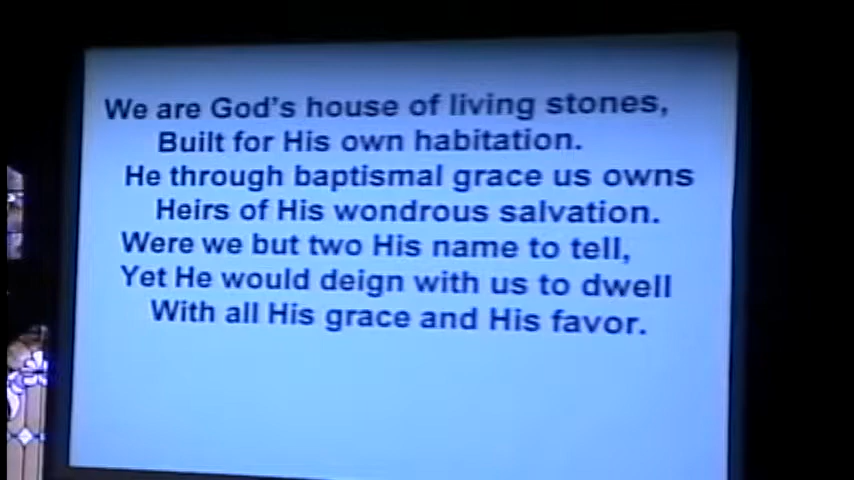 We are God's house of living stones,
Built for His own habitation.
He through baptismal grace us owns
Heirs of His wondrous salvation.
Were we but two His name to tell,
Yet He would deign with us to dwell
With all His grace and His favor.